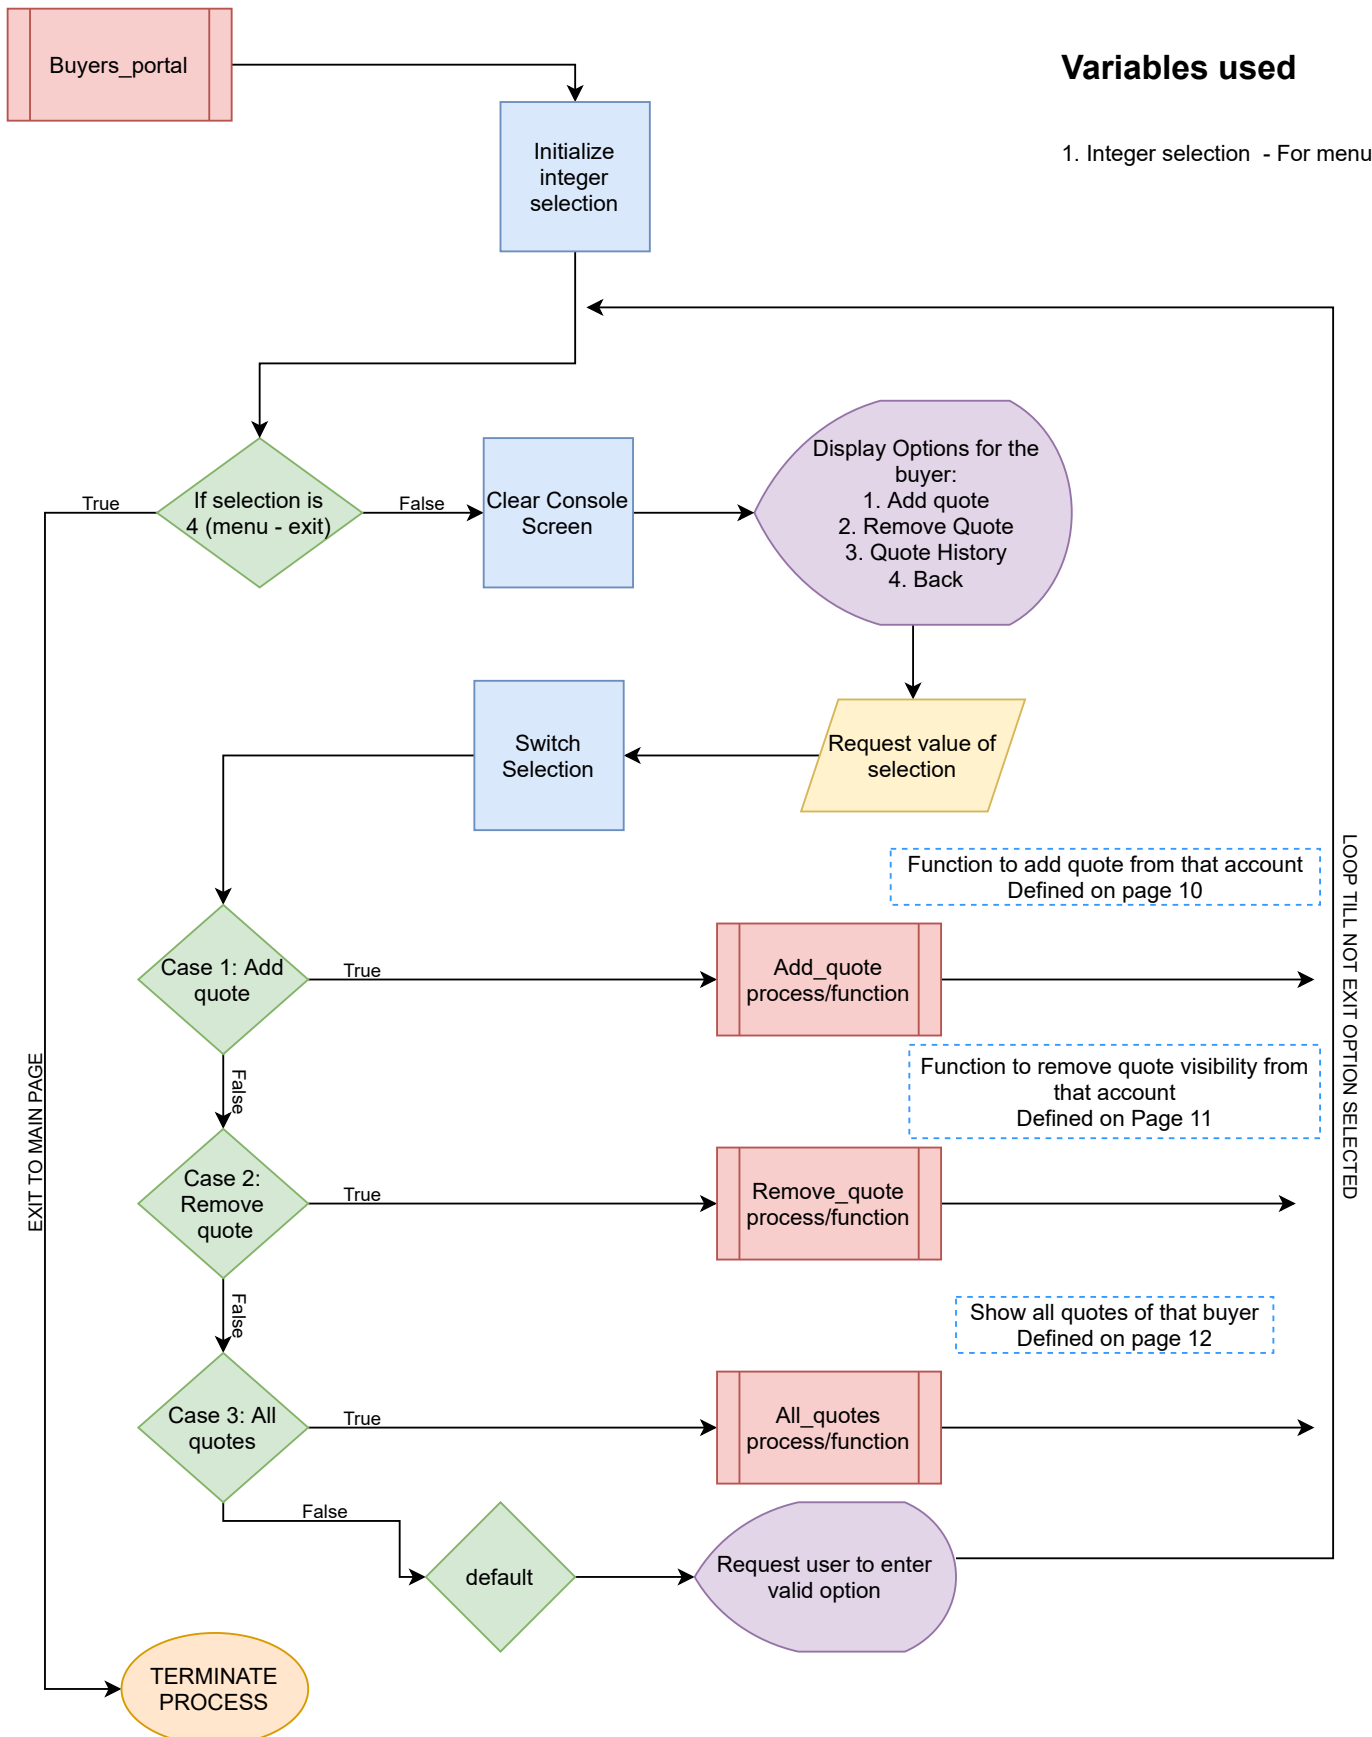 Buyers_portal
Variables used
Initialize
integer
selection
1. Integer selection  - For menu
If selection is
4 (menu - exit)
True
False
Clear Console
Screen
Display Options for the
buyer:
1. Add quote
2. Remove Quote
3. Quote History
4. Back
Switch
Selection
Request value of
selection
LOOP TILL NOT EXIT OPTION SELECTED
Function to add quote from that account
Defined on page 10
Case 1: Add
quote
True
Add_quote
process/function
False
Function to remove quote visibility from
that account
Defined on Page 11
EXIT TO MAIN PAGE
Case 2:
Remove
quote
True
Remove_quote
process/function
False
Show all quotes of that buyer
Defined on page 12
Case 3: All
quotes
True
All_quotes
process/function
False
default
Request user to enter
valid option
TERMINATE
PROCESS